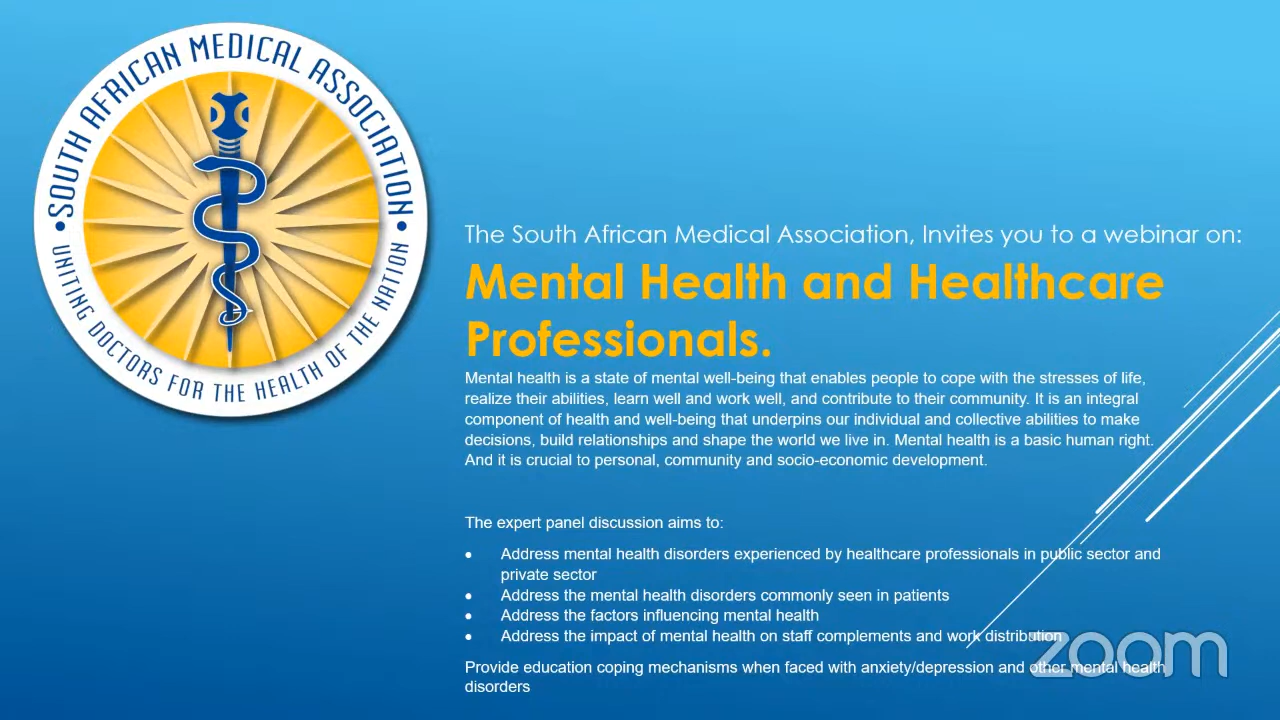 SOUTH AFRICAN MEDICAL ASSOCIATION
UNITING DOCTORS FOR THE HEALTH OF THE NATION
The South African Medical Association, Invites you to a webinar on:
Mental Health and Healthcare
Professionals.
Mental health is a state of mental well-being that enables people to cope with the stresses of life,
realize their abilities, learn well and work well, and contribute to their community. It is an integral
component of health and well-being that underpins our individual and collective abilities to make
decisions, build relationships and shape the world we live in. Mental health is a basic human right.
And it is crucial to personal, community and socio-economic development.
The expert panel discussion aims to:
• Address mental health disorders experienced by healthcare professionals in public sector and
private sector
• Address the mental health disorders commonly seen in patients
• Address the factors influencing mental health
• Address the impact of mental health on staff complements and work distribution
Provide education coping mechanisms when faced with anxiety/depression and other mental health
disorders
zoom